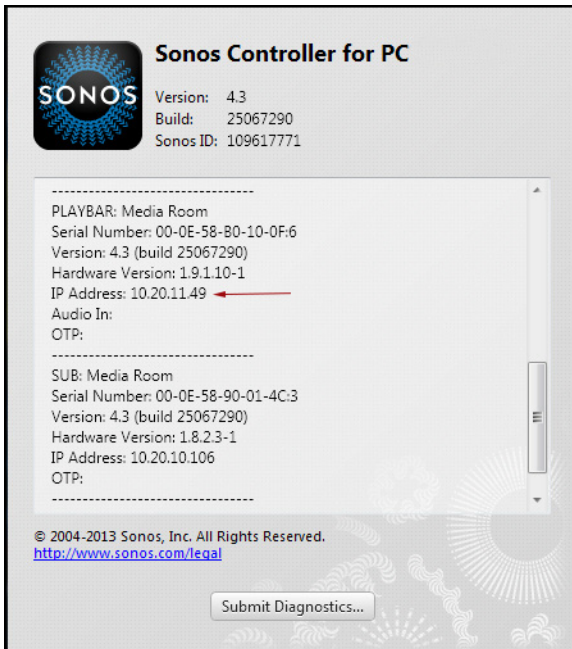 SONOS
Sonos Controller for PC
Version: 4.3
Build: 25067290
Sonos ID: 109617771
---------------------------------
PLAYBAR: Media Room
Serial Number: 00-0E-58-B0-10-0F:6
Version: 4.3 (build 25067290)
Hardware Version: 1.9.1.10-1
IP Address: 10.20.11.49
Audio In:
OTP:
---------------------------------
SUB: Media Room
Serial Number: 00-0E-58-90-01-4C:3
Version: 4.3 (build 25067290)
Hardware Version: 1.8.2.3-1
IP Address: 10.20.10.106
OTP:
---------------------------------
© 2004-2013 Sonos, Inc. All Rights Reserved.
http://www.sonos.com/legal
Submit Diagnostics...